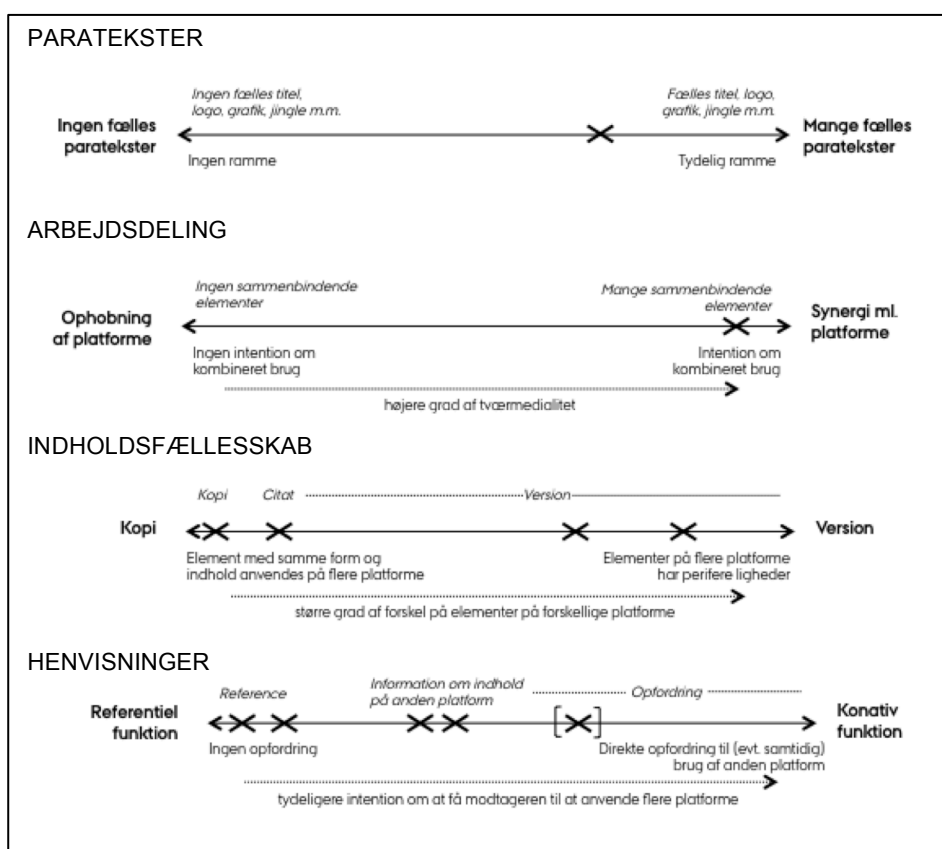 PARATEKSTER
Ingen fælles titel,
logo, grafik, jingle m.m.
Fælles titel, logo,
grafik, jingle m.m.
Ingen fælles
paratekster
Mange fælles
paratekster
Ingen ramme
Tydelig ramme
ARBEJDSDELING
Ingen sammenbindende
elementer
Mange sammenbindende
elementer
Ophobning
af platforme
Synergi ml.
platforme
Ingen intention om
kombineret brug
Intention om
kombineret brug
højere grad af tværmedialitet
INDHOLDSFÆLLESSKAB
Kopi
Citat
Version
Kopi
Version
Element med samme form og
indhold anvendes på flere platforme
Elementer på flere platforme
har perifere ligheder
større grad af forskel på elementer på forskellige platforme
HENVISNINGER
Reference
Information om indhold
på anden platform
Opfordring
Referentiel
funktion
Konativ
funktion
Ingen opfordring
Direkte opfordring til (evt. samtidig)
brug af anden platform
tydeligere intention om at få modtageren til at anvende flere platforme